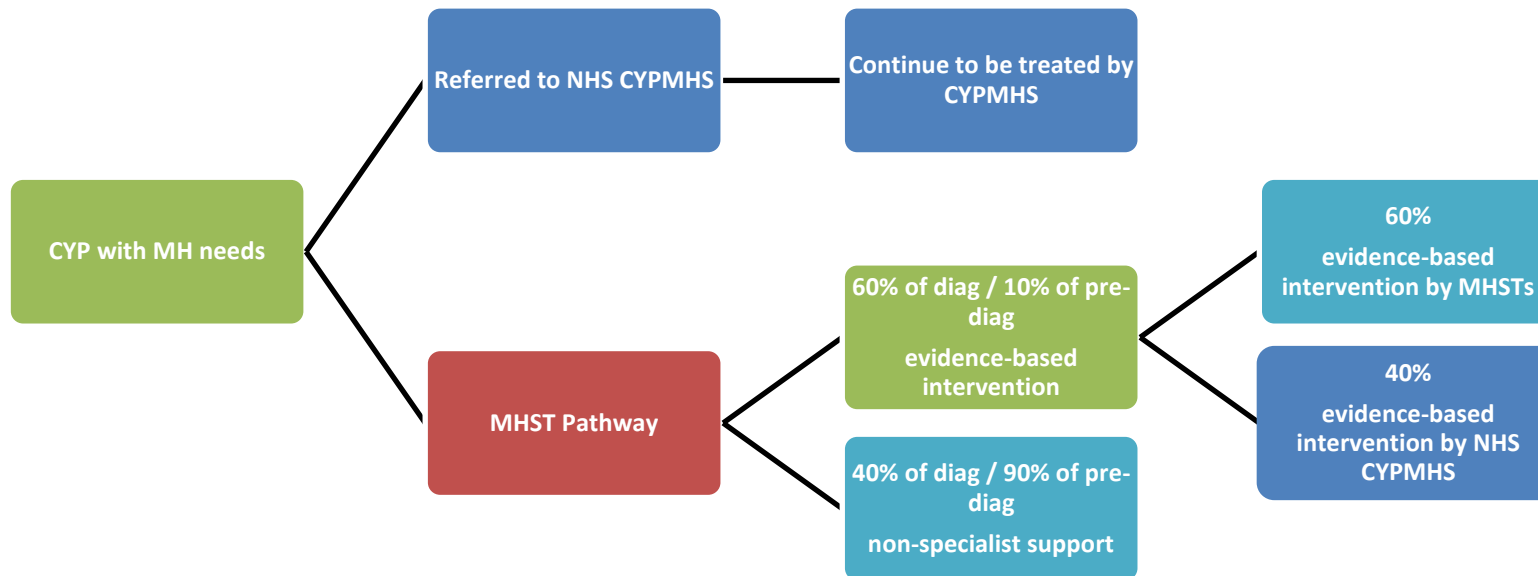 Referred to NHS CYPMHS
Continue to be treated by
CYPMHS
CYP with MH needs
MHST Pathway
60% of diag / 10% of pre-
diag
evidence-based
intervention
40% of diag / 90% of pre-
diag
non-specialist support
60%
evidence-based
intervention by MHSTs
40%
evidence-based
intervention by NHS
CYPMHS